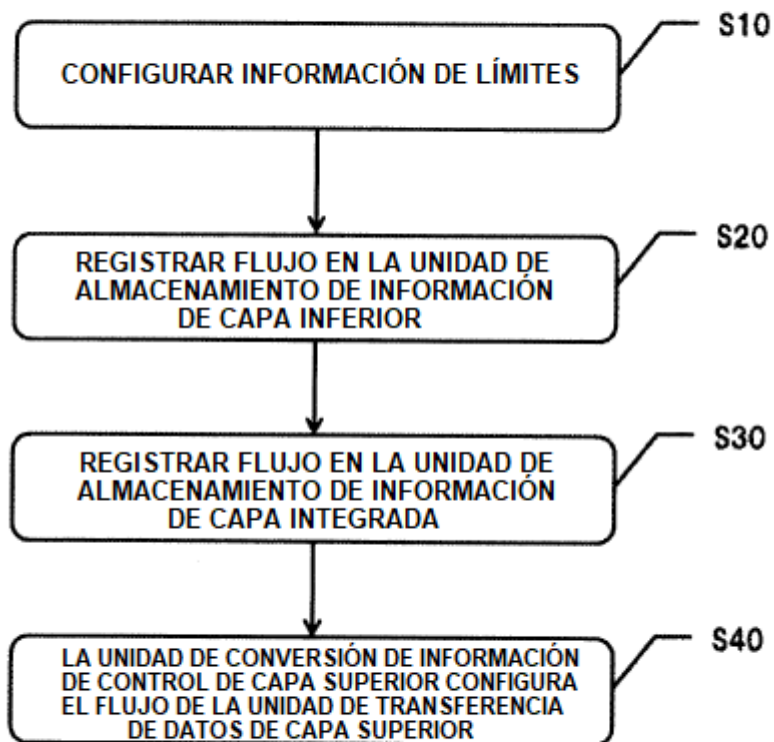 S10
CONFIGURAR INFORMACIÓN DE LÍMITES
S20
REGISTRAR FLUJO EN LA UNIDAD DE
ALMACENAMIENTO DE INFORMACIÓN
DE CAPA INFERIOR
S30
REGISTRAR FLUJO EN LA UNIDAD DE
ALMACENAMIENTO DE INFORMACIÓN
DE CAPA INTEGRADA
S40
LA UNIDAD DE CONVERSIÓN DE INFORMACIÓN
DE CONTROL DE CAPA SUPERIOR CONFIGURA
EL FLUJO DE LA UNIDAD DE TRANSFERENCIA
DE DATOS DE CAPA SUPERIOR